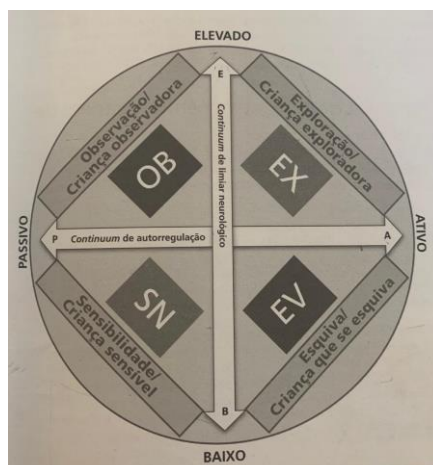 ELEVADO
E
Observação/
Criança observadora
Exploração/
Criança exploradora
OB
EX
Continuum de limiar neurológico
PASSIVO
P
Continuum de autorregulação
A
ATIVO
SN
EV
Sensibilidade/
Criança sensível
Esquiva/
Criança que se esquiva
B
BAIXO